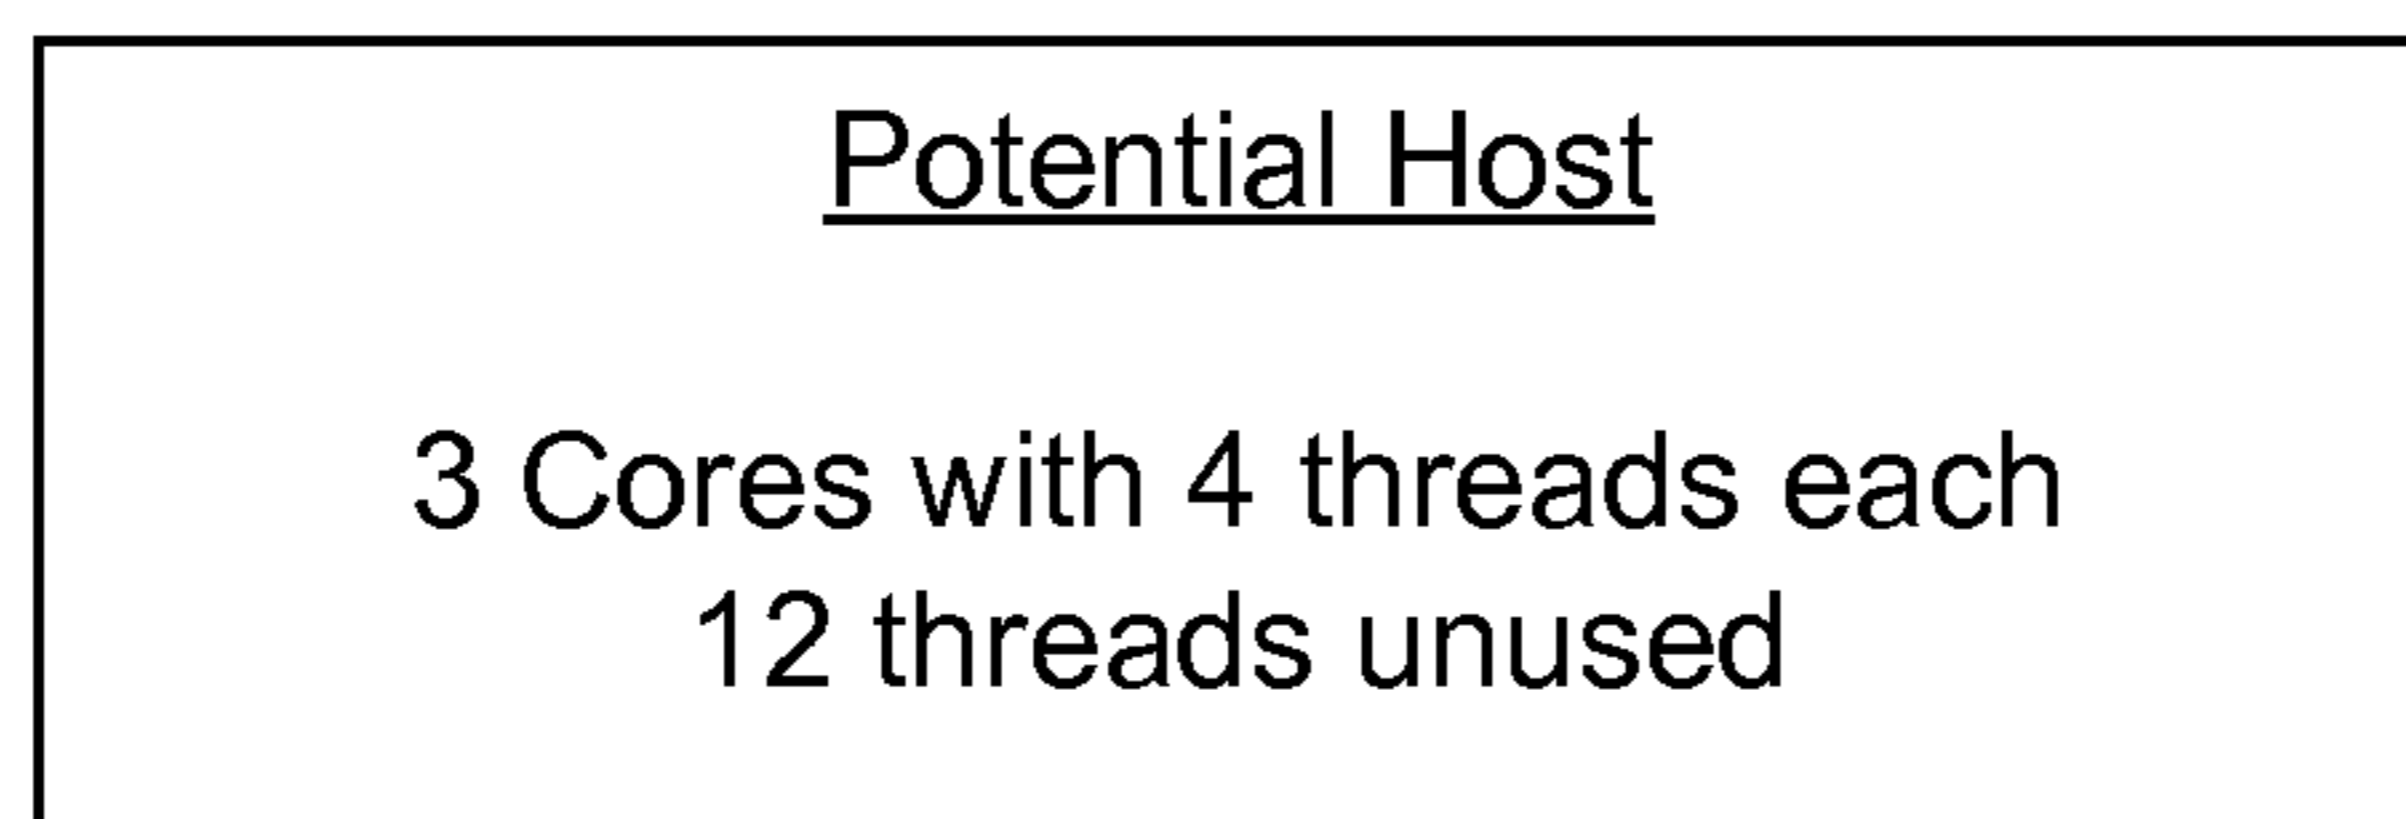 Potential Host
3 Cores with 4 threads each
12 threads unused